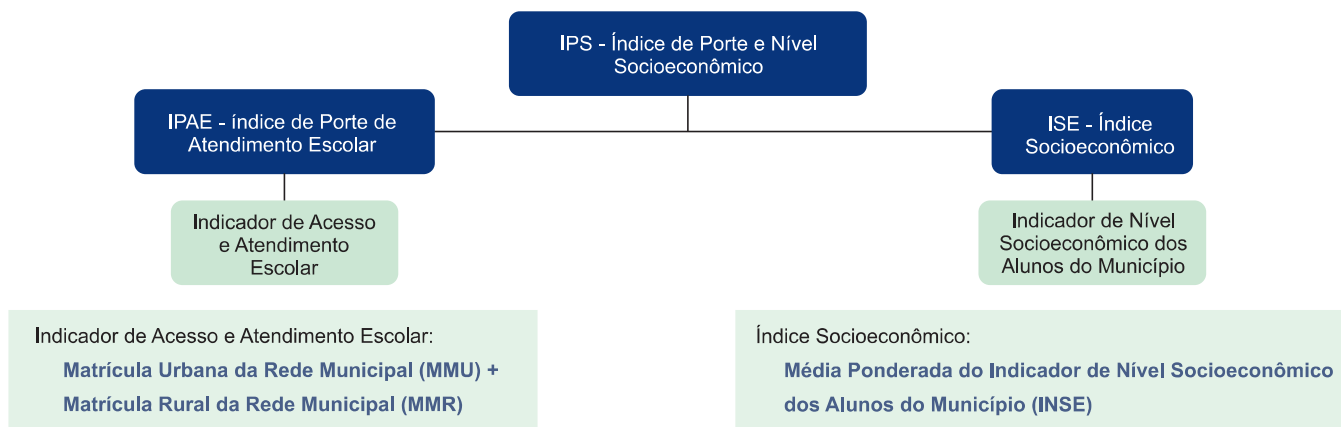 IPS - Índice de Porte e Nível
Socioeconômico
IPAE - índice de Porte de
Atendimento Escolar
ISE - Índice
Socioeconômico
Indicador de Acesso
e Atendimento
Escolar
Indicador de Nível
Socioeconômico dos
Alunos do Município
Indicador de Acesso e Atendimento Escolar:
Matrícula Urbana da Rede Municipal (MMU) +
Matrícula Rural da Rede Municipal (MMR)
Índice Socioeconômico:
Média Ponderada do Indicador de Nível Socioeconômico
dos Alunos do Município (INSE)